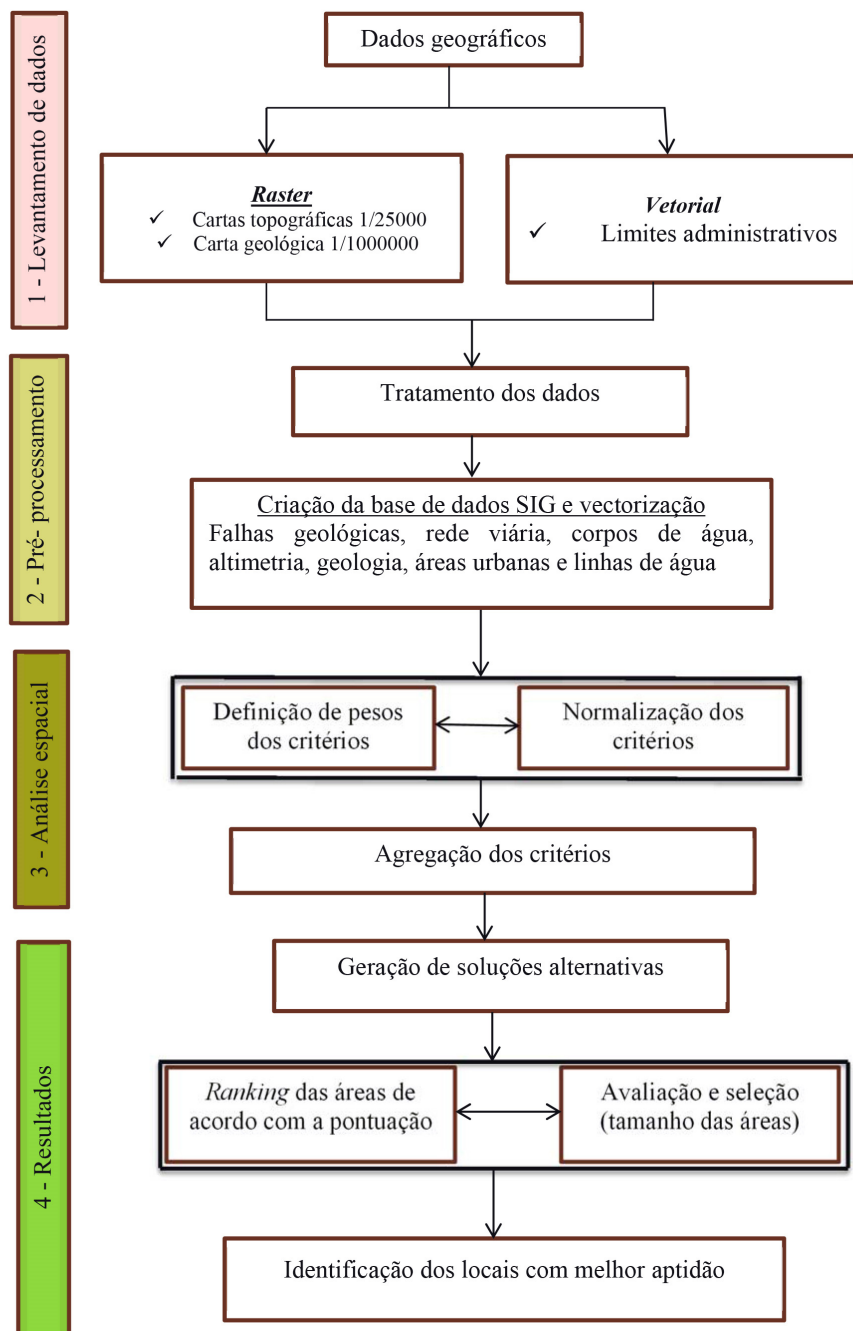 Dados geográficos
1 - Levantamento de dados
Raster
✓ Cartas topográficas 1/25000
✓ Carta geológica 1/1000000
Vetorial
✓ Limites administrativos
2 - Pré- processamento
Tratamento dos dados
Criação da base de dados SIG e vectorização
Falhas geológicas, rede viária, corpos de água,
altimetria, geologia, áreas urbanas e linhas de água
3 - Análise espacial
Definição de pesos
dos critérios
Normalização dos
critérios
Agregação dos critérios
4 - Resultados
Geração de soluções alternativas
Ranking das áreas de
acordo com a pontuação
Avaliação e seleção
(tamanho das áreas)
Identificação dos locais com melhor aptidão